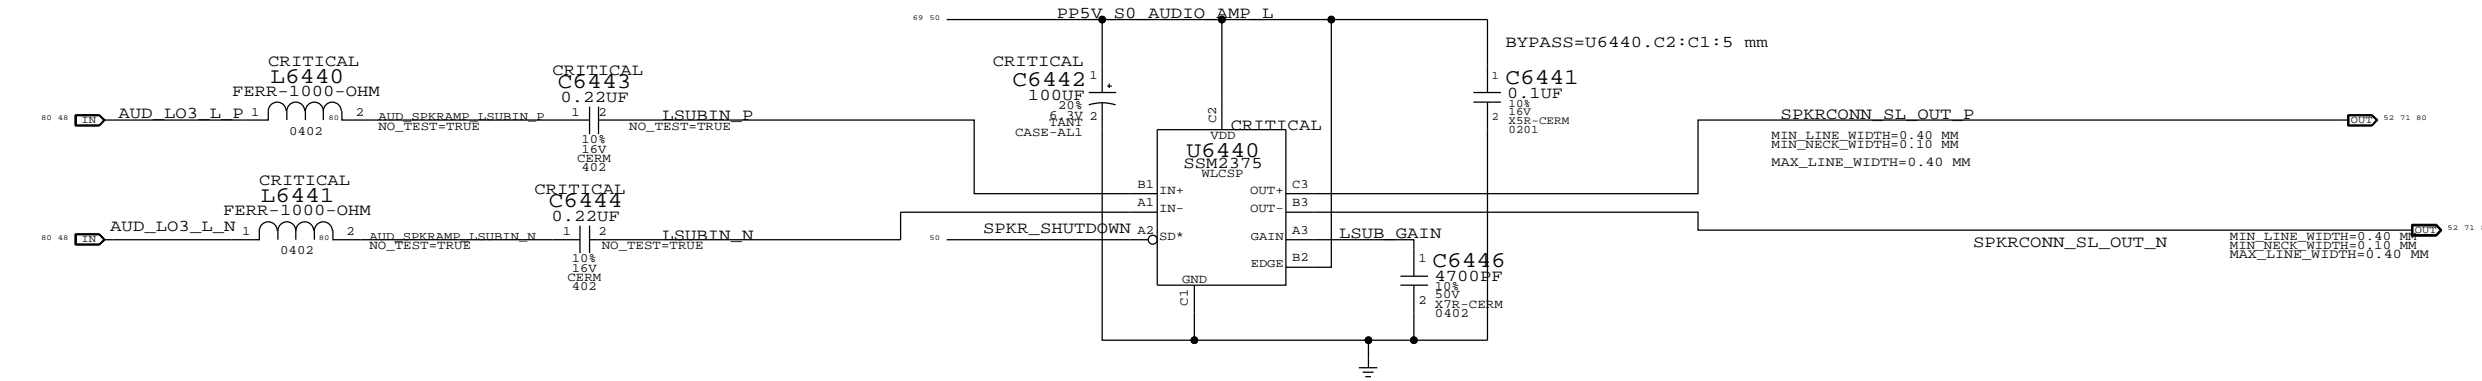 69 50
PP5V_S0_AUDIO_AMP_L
BYPASS=U6440.C2:C1:5 mm
80 48
IN
AUD_LO3_L_P
CRITICAL
L6440
FERR-1000-OHM
1
2
80
0402
AUD_SPKRAMP_LSUBIN_P
NO_TEST=TRUE
CRITICAL
C6443
0.22UF
1
2
10%
16V
CERM
402
LSUBIN_P
NO_TEST=TRUE
CRITICAL
C6442
100UF
20%
6.3V
TANT
CASE-AL1
1
+
2
C2
CRITICAL
VDD
U6440
SSM2375
WLCSP
B1
IN+
A1
IN-
A2
SD*
GND
C1
OUT+
C3
OUT-
B3
GAIN
A3
EDGE
B2
1
C6441
0.1UF
10%
16V
X5R-CERM
0201
2
SPKRCONN_SL_OUT_P
MIN_LINE_WIDTH=0.40 MM
MIN_NECK_WIDTH=0.10 MM
MAX_LINE_WIDTH=0.40 MM
OUT
52 71 80
80 48
IN
AUD_LO3_L_N
CRITICAL
L6441
FERR-1000-OHM
1
2
80
0402
AUD_SPKRAMP_LSUBIN_N
NO_TEST=TRUE
CRITICAL
C6444
0.22UF
1
2
10%
16V
CERM
402
LSUBIN_N
NO_TEST=TRUE
50
SPKR_SHUTDOWN
LSUB_GAIN
1
C6446
4700PF
10%
50V
X7R-CERM
0402
2
SPKRCONN_SL_OUT_N
MIN_LINE_WIDTH=0.40 MM
MIN_NECK_WIDTH=0.10 MM
MAX_LINE_WIDTH=0.40 MM
OUT
52 71